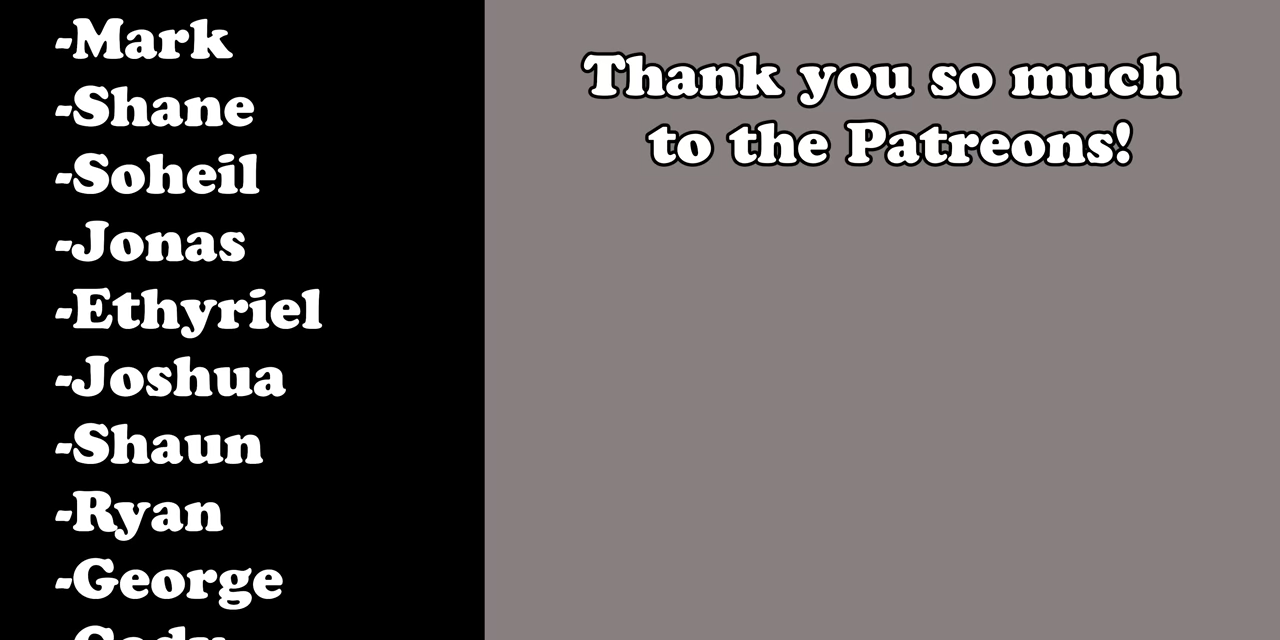 -Mark
-Shane
-Soheil
-Jonas
-Ethyriel
-Joshua
-Shaun
-Ryan
-George
Thank you so much
to the Patreons!